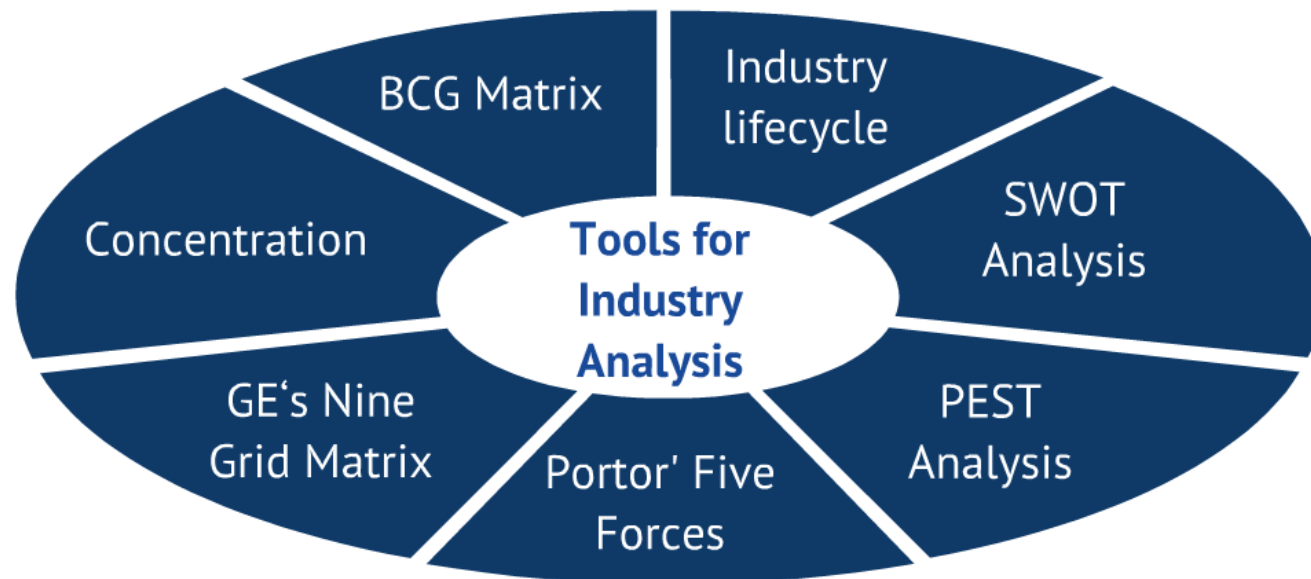 BCG Matrix
Industry
lifecycle
SWOT
Analysis
PEST
Analysis
Portor' Five
Forces
GE‘s Nine
Grid Matrix
Concentration
Tools for
Industry
Analysis